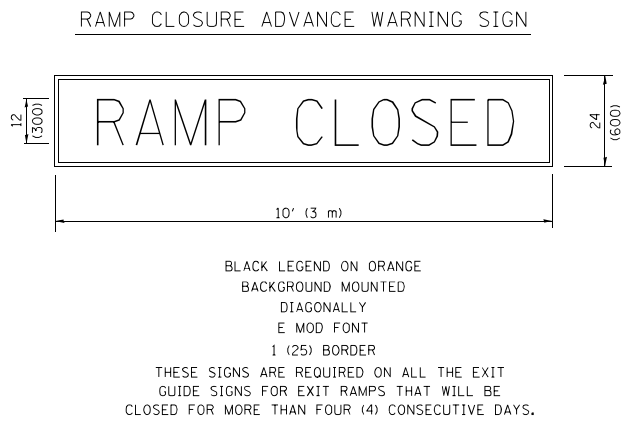 RAMP CLOSURE ADVANCE WARNING SIGN
RAMP CLOSED
12
(300)
24
(600)
10' (3 m)
BLACK LEGEND ON ORANGE
BACKGROUND MOUNTED
DIAGONALLY
E MOD FONT
1 (25) BORDER
THESE SIGNS ARE REQUIRED ON ALL THE EXIT
GUIDE SIGNS FOR EXIT RAMPS THAT WILL BE
CLOSED FOR MORE THAN FOUR (4) CONSECUTIVE DAYS.